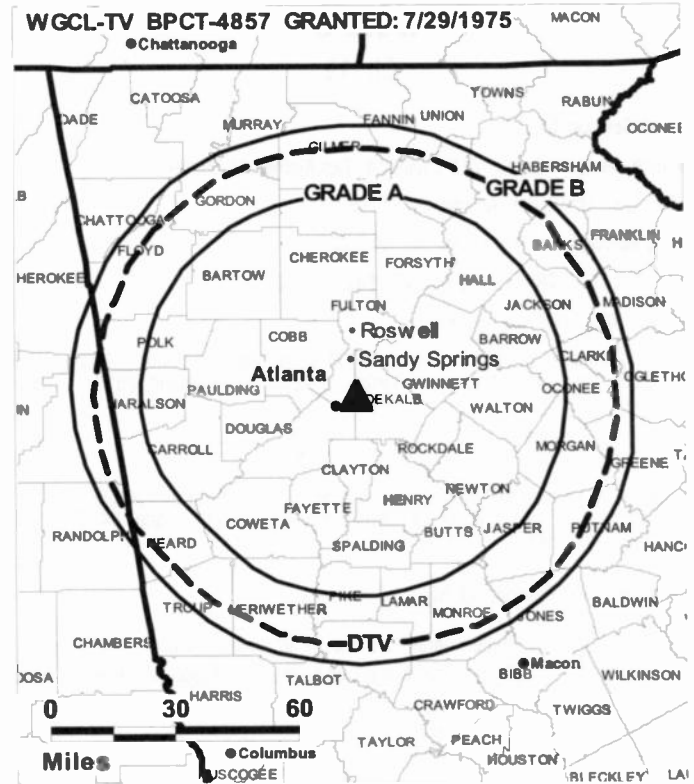 WGCL-TV BPCT-4857 GRANTED: 7/29/1975
MACON
Chattanooga
TOWNS
CATOOSA
RABUN
DADE
UNION
FANNIN
MURRAY
OCONEE
GILMER
HABERSHAM
GRADE A
GRADE B
GORDON
CHATTOOGA
FRANKLIN
H
BANKS
FLOYD
CHEROKEE
FORSYTH
HEROKEE
BARTOW
HALL
MADISON
JACKSON
FULTON
Roswell
COBB
BARROW
POLK
CLARKE
Sandy Springs
OGLETHO
Atlanta
GWINNETT
OCONEE
PAULDING
DEKALB
HARALSON
WALTON
DOUGLAS
CARROLL
ROCKDALE
MORGAN
GREENE
CLAYTON
NEWTON
HENRY
FAYETTE
COWETA
BUTTS
JASPER
PUTNAM
RANDOLPH
HEARD
SPALDING
HANC
PIKE
LAMAR
BALDWIN
TROUP
MERIWETHER
MONROE
JONES
CHAMBERS
DTV
Macon
BIBB
WILKINSON
OOSA
TALBOT
HARRIS
CRAWFORD
TWIGGS
0 30 60
Miles
TAYLOR
PEACH
Columbus
HOUSTON
USCOGEE
BLECKLEY
LA